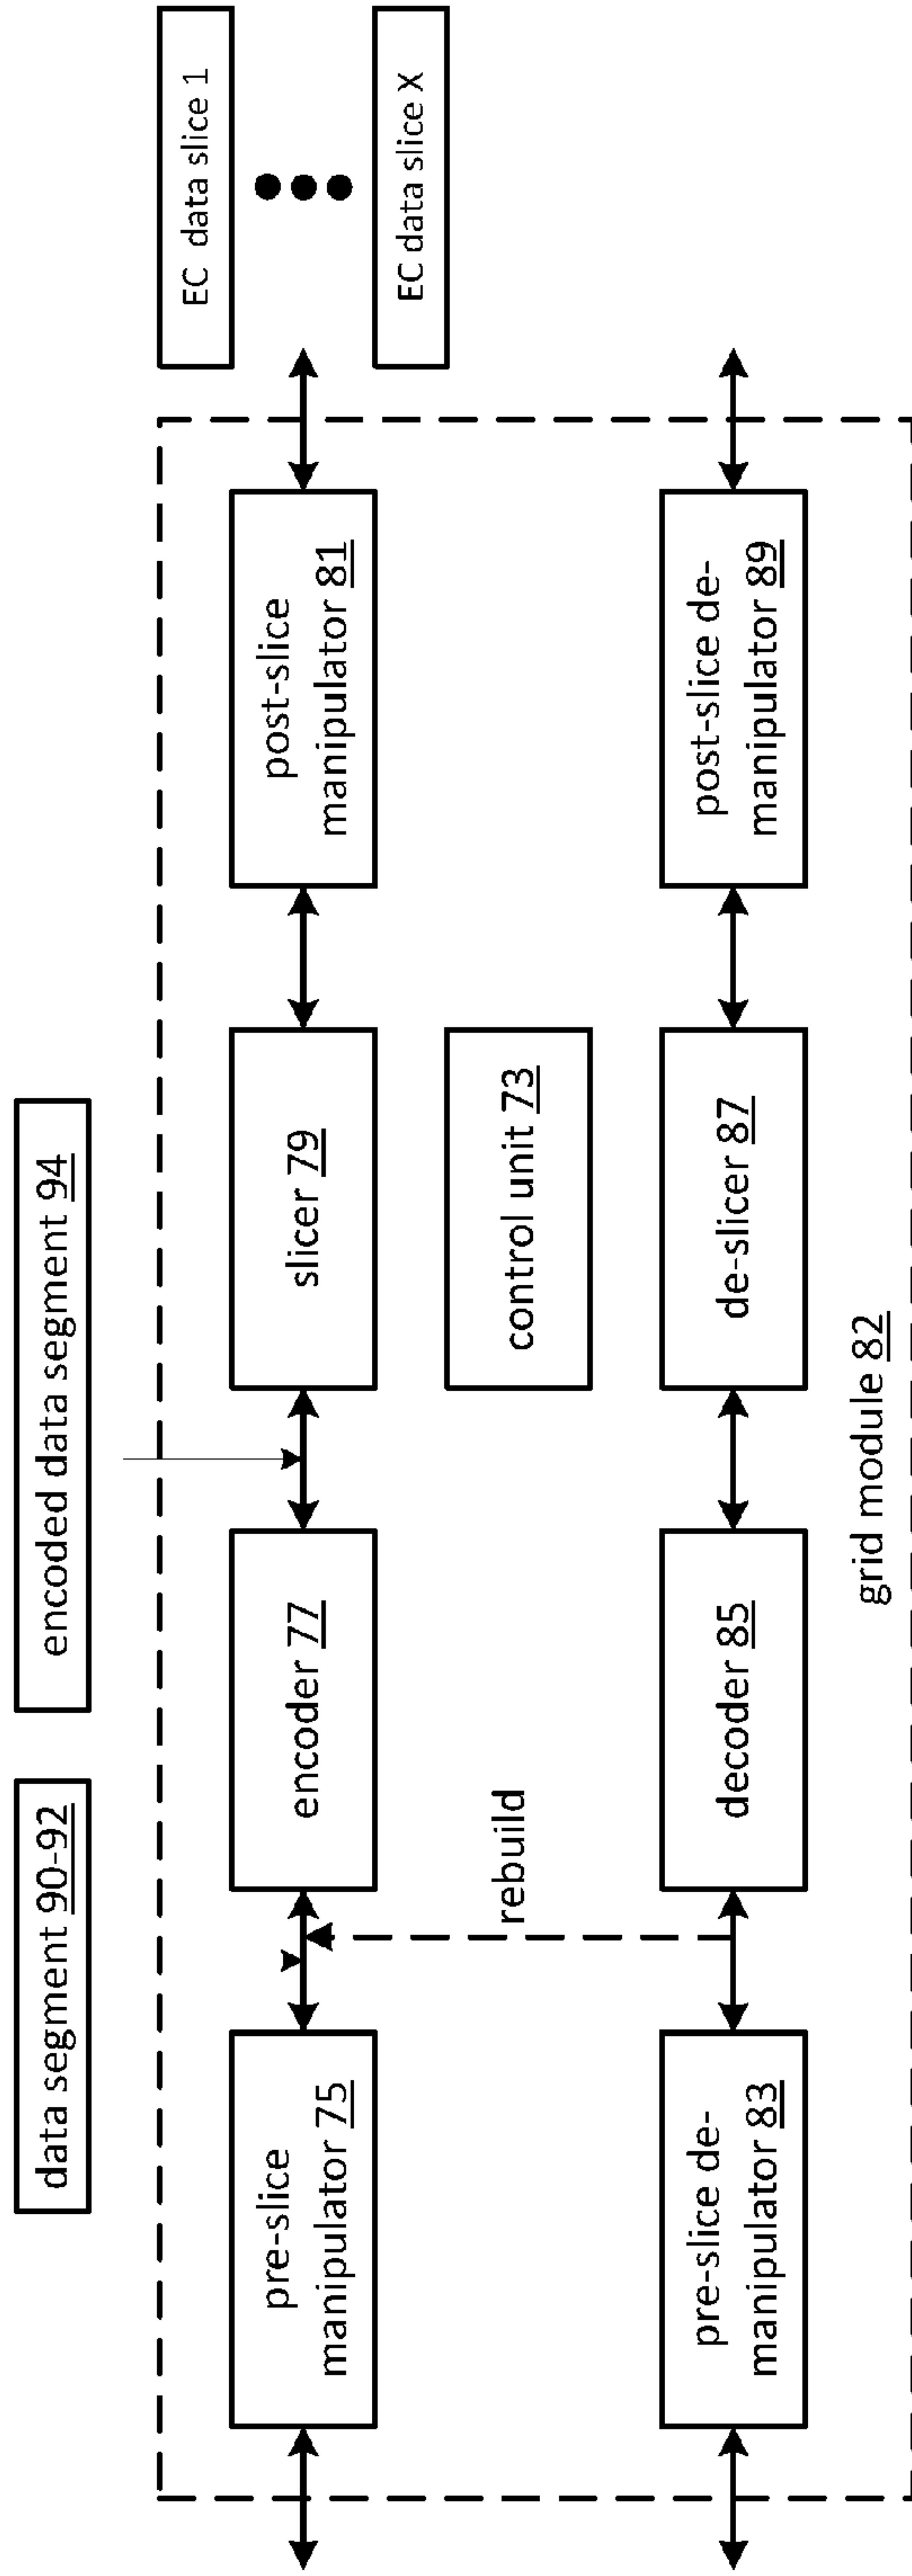 data segment 90-92
encoded data segment 94
EC data slice 1
EC data slice X
pre-slice
manipulator 75
encoder 77
slicer 79
post-slice
manipulator 81
rebuild
control unit 73
pre-slice de-
manipulator 83
decoder 85
de-slicer 87
post-slice de-
manipulator 89
grid module 82